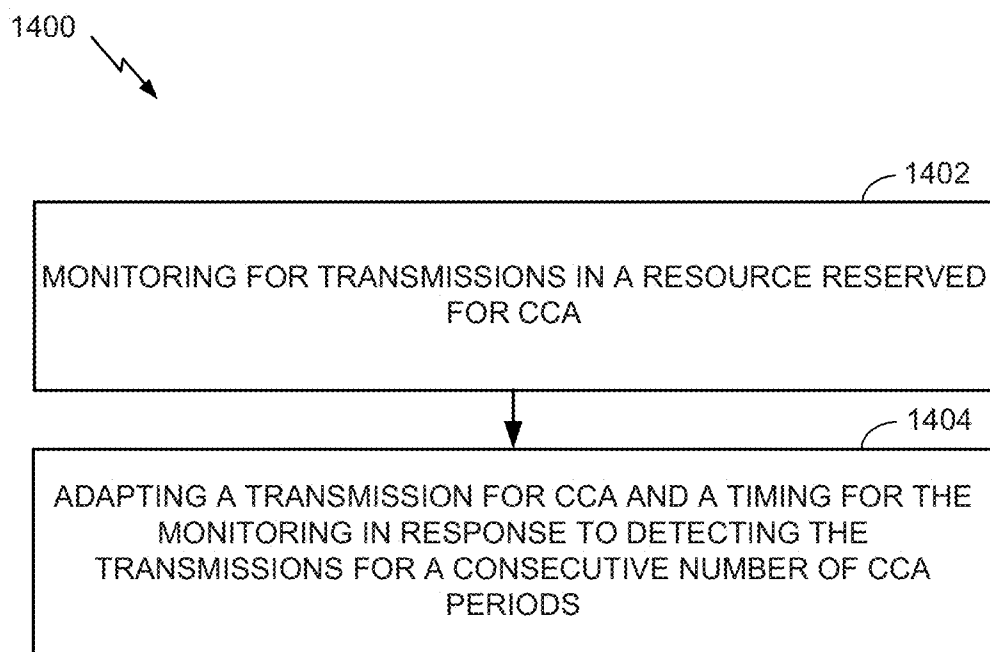 1400
1402
MONITORING FOR TRANSMISSIONS IN A RESOURCE RESERVED
FOR CCA
1404
ADAPTING A TRANSMISSION FOR CCA AND A TIMING FOR THE
MONITORING IN RESPONSE TO DETECTING THE
TRANSMISSIONS FOR A CONSECUTIVE NUMBER OF CCA
PERIODS